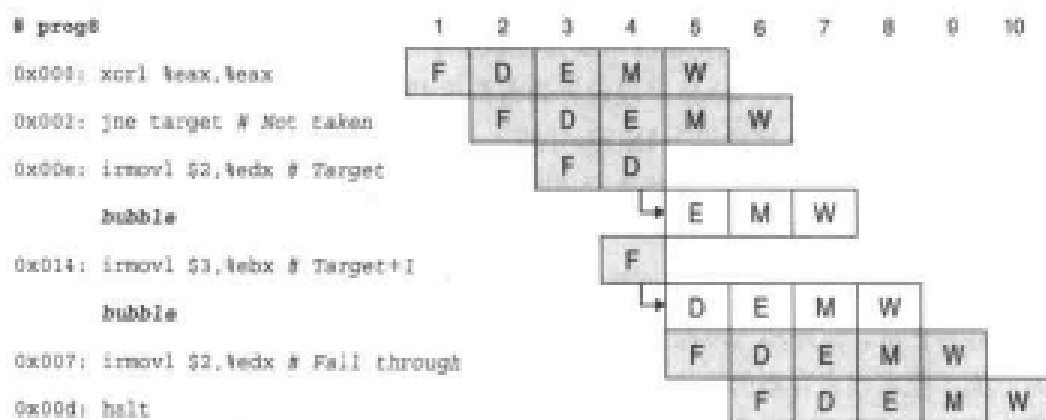 # prog8 1 2 3 4 5 6 7 8 9 10
0x000: xorl %eax,%eax F D E M W
0x002: jne target # Not taken F D E M W
0x00e: irmovl $2,%edx # Target F D
bubble E M W
0x014: irmovl $3,%ebx # Target+1 F
bubble D E M W
0x007: irmovl $2,%edx # Fall through F D E M W
0x00d: halt F D E M W